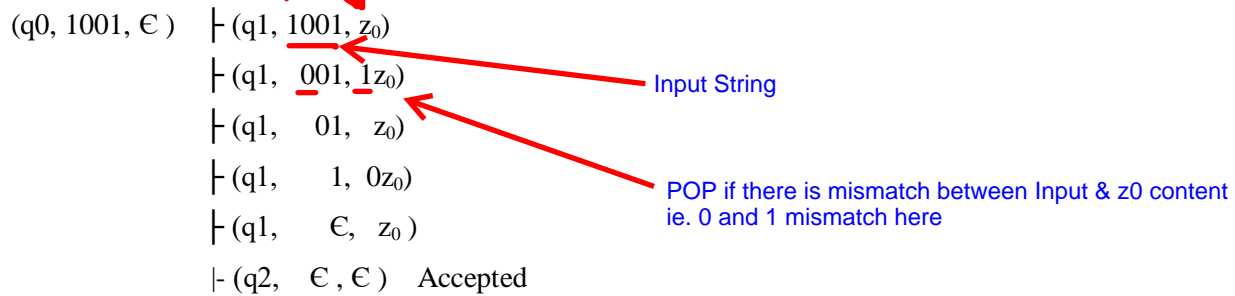 (q0, 1001, Є ) ├ (q1, 1001, z₀)
├ (q1, 001, 1z₀)
Input String
├ (q1, 01, z₀)
├ (q1, 1, 0z₀)
POP if there is mismatch between Input & z0 content
ie. 0 and 1 mismatch here
├ (q1, Є, z₀ )
|- (q2, Є , Є ) Accepted